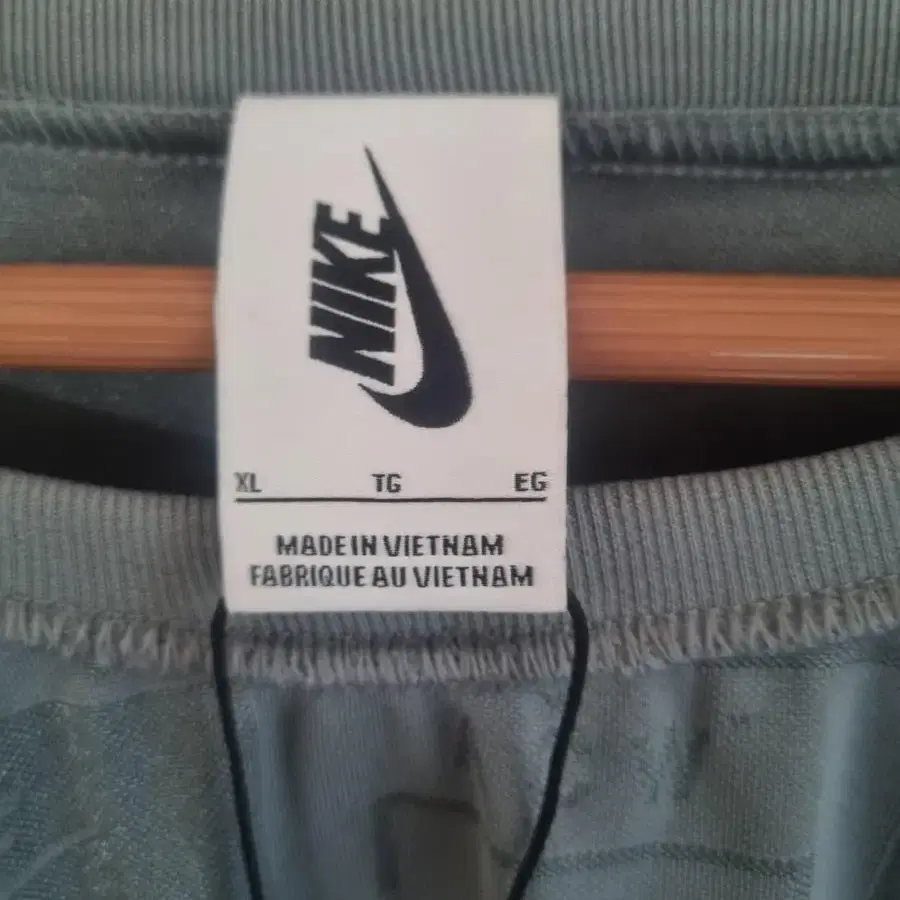 NIKE
XL TG EG
MADE IN VIETNAM
FABRIQUE AU VIETNAM